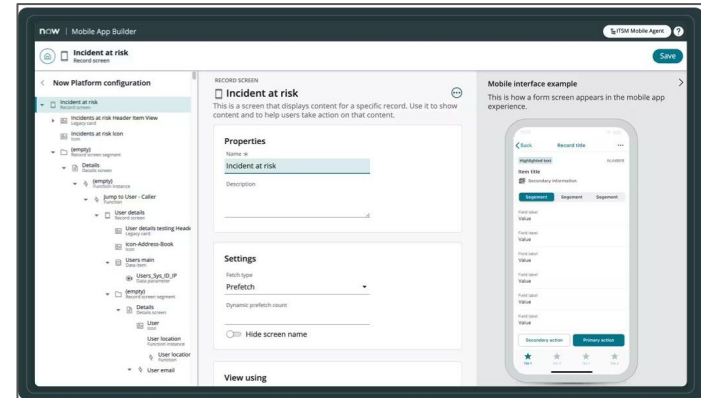 now | Mobile App Builder
ITSM Mobile Agent
?
Incident at risk
Record screen
Save
Now Platform configuration
Incident at risk
Record screen
Incidents at risk Header Item View
Legacy card
Incidents at risk Icon
Icon
(empty)
Record screen segment
Details
Details screen
(empty)
Function instance
Jump to User - Caller
Function
User details
Record screen
User details testing Heade
Legacy card
Icon-Address-Book
Icon
Users main
Data item
Users_Sys_ID_IP
Data parameter
(empty)
Record screen segment
Details
Details screen
User
Icon
User location
Function instance
User location
Function
User email
RECORD SCREEN
Incident at risk
This is a screen that displays content for a specific record. Use it to show
content and to help users take action on that content.
Properties
Name
Incident at risk
Description
Settings
Fetch type
Prefetch
Dynamic prefetch count
Hide screen name
View using
Mobile interface example
This is how a form screen appears in the mobile app
experience.
Back Record title
Highlighted text
Item title
Secondary information
Segement Segement Segement
Field label
Value
Field label
Value
Field label
Value
Field label
Value
Field label
Value
Field label
Value
Secondary action Primary action